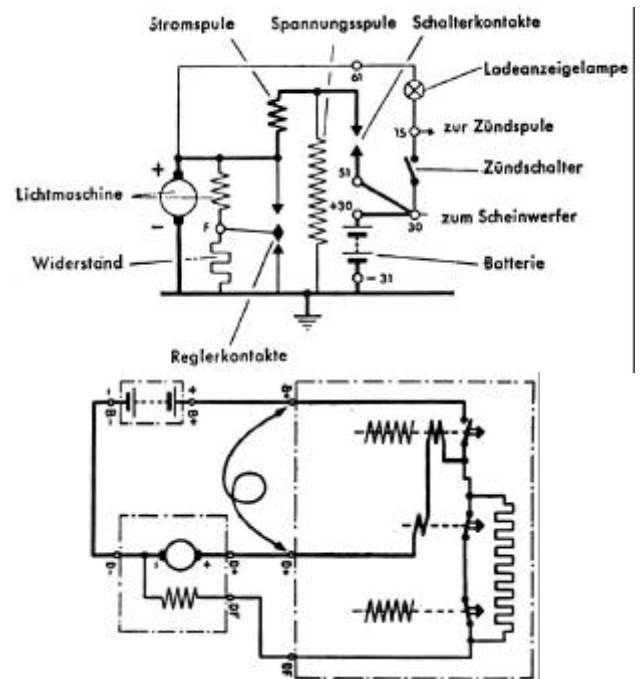 Stromspule
Spannungsspule
Schalterkontakte
Ladeanzeigelampe
61
15
zur Zündspule
Zündschalter
+
Lichtmaschine
51
+30
30
zum Scheinwerfer
F
−
Widerstand
Batterie
− 31
Reglerkontakte
− B-
+ B+
B+
D-
-
+
D+
D+
DF
DF